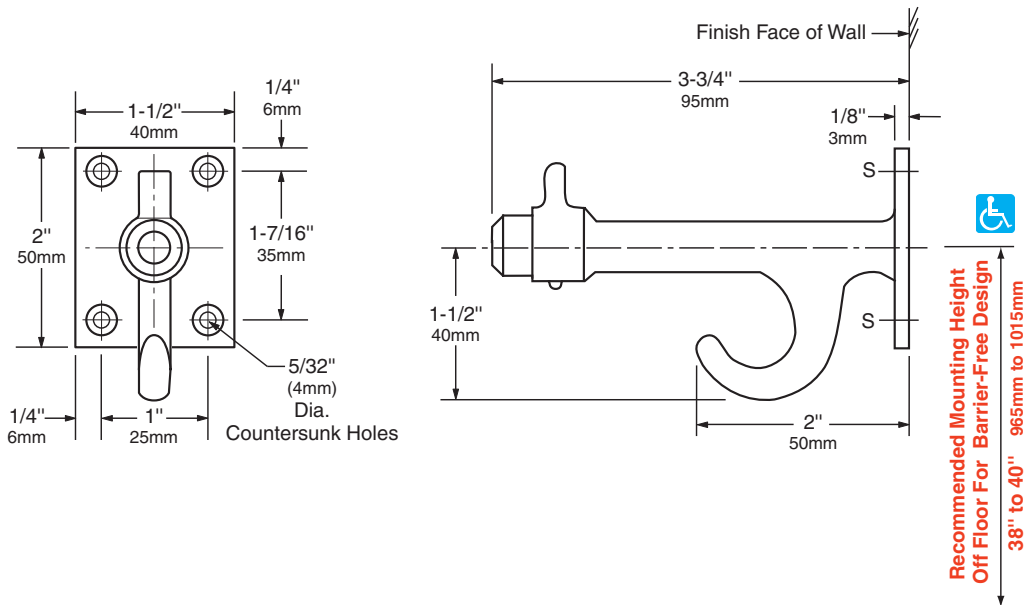 Finish Face of Wall
1/4"
6mm
1-1/2"
40mm
2"
50mm
1-7/16"
35mm
5/32"
(4mm)
Dia.
Countersunk Holes
1/4"
6mm
1"
25mm
3-3/4"
95mm
1/8"
3mm
S
S
1-1/2"
40mm
2"
50mm
Recommended Mounting Height
Off Floor For Barrier-Free Design
38" to 40" 965mm to 1015mm